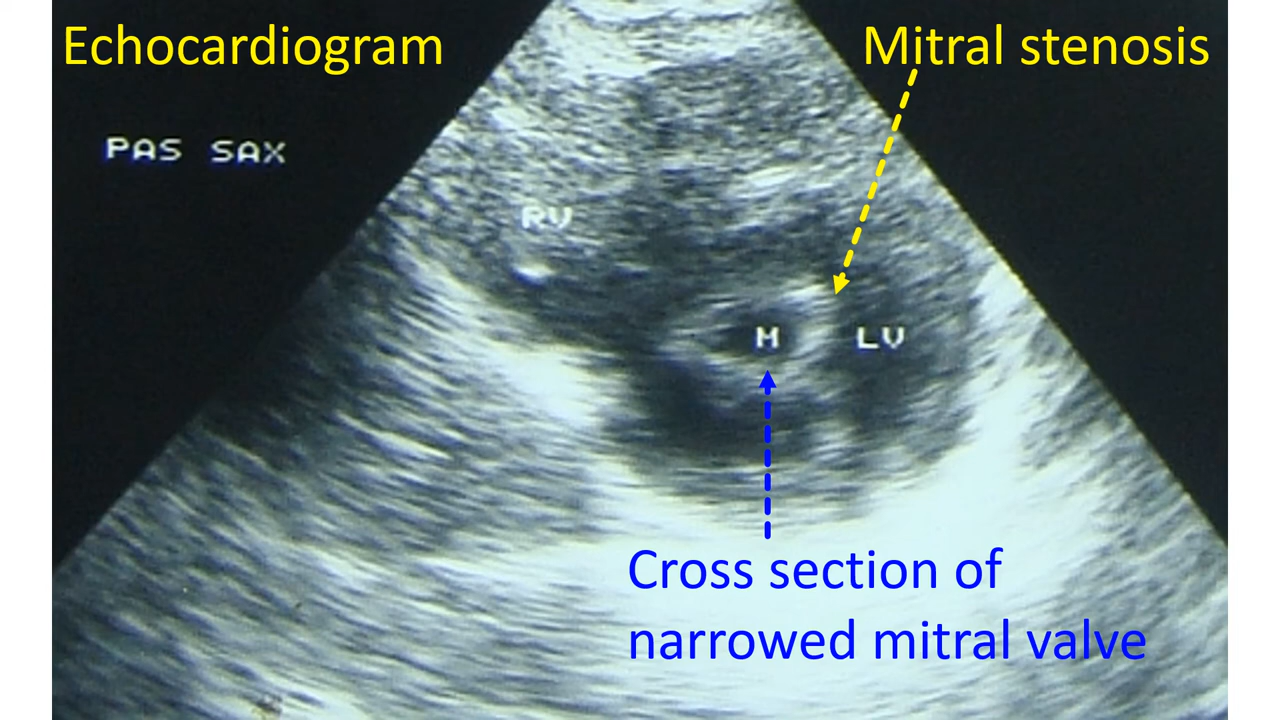 Echocardiogram
Mitral stenosis
PAS SAX
RV
M
LV
Cross section of
narrowed mitral valve